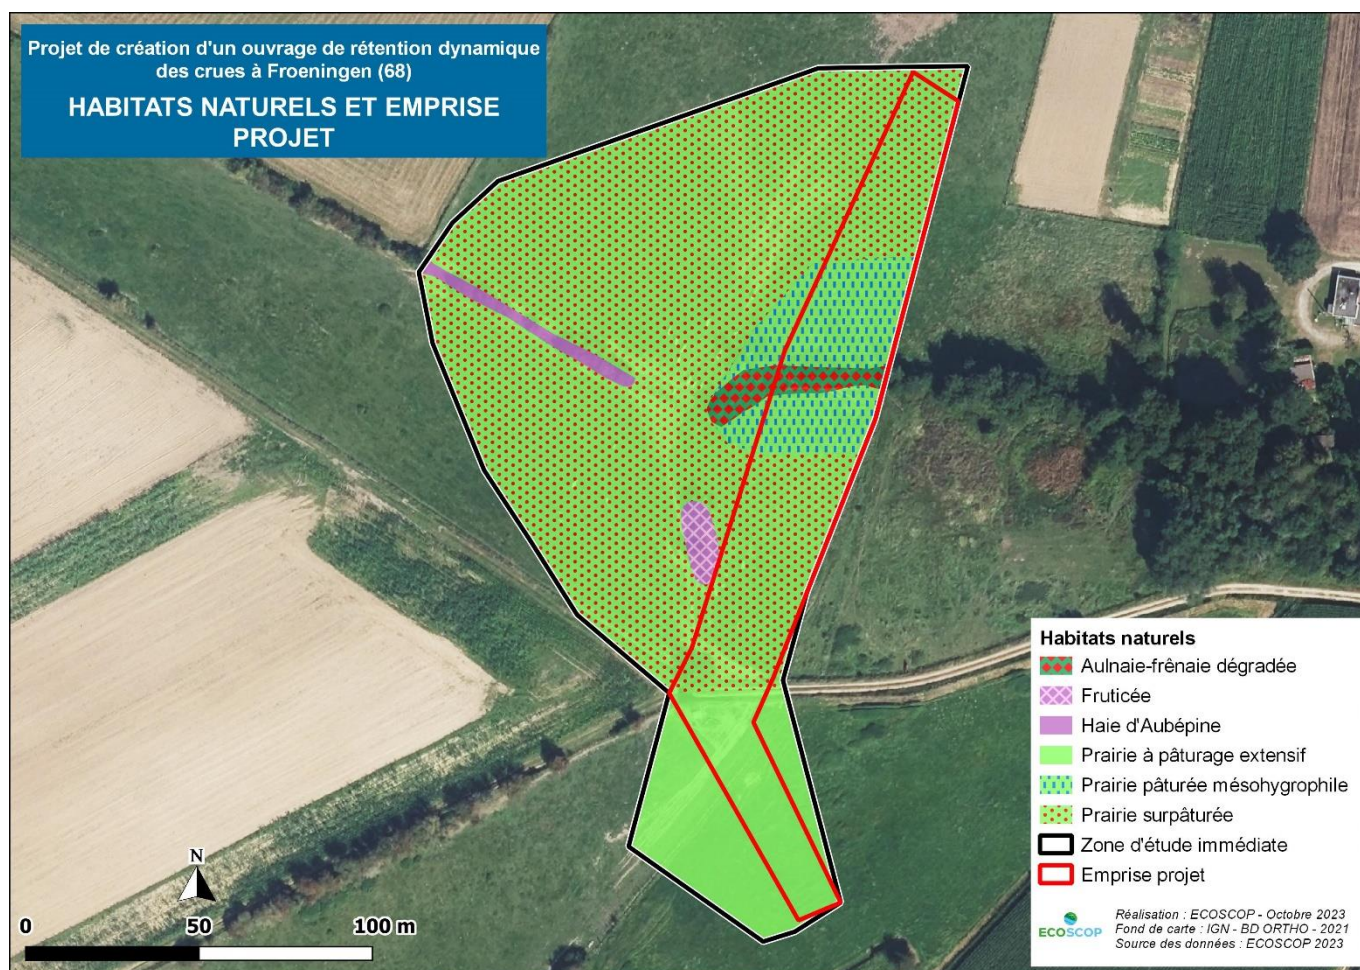 Projet de création d'un ouvrage de rétention dynamique
des crues à Froeningen (68)
HABITATS NATURELS ET EMPRISE
PROJET
Habitats naturels
Aulnaie-frênaie dégradée
Fruticée
Haie d'Aubépine
Prairie à pâturage extensif
Prairie pâturée mésohygrophile
Prairie surpâturée
Zone d'étude immédiate
Emprise projet
N
0 50 100 m
ECOSCOP
Réalisation : ECOSCOP - Octobre 2023
Fond de carte : IGN - BD ORTHO - 2021
Source des données : ECOSCOP 2023